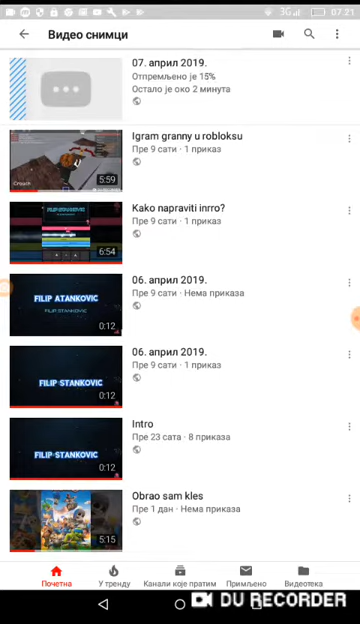 3G 07.21
Видео снимци
07. април 2019.
Отпремљено је 15%
Остало је око 2 минута
Igram granny u robloksu
Пре 9 сати · 1 приказ
5:59
Kako napraviti inrro?
Пре 9 сати · 1 приказ
6:54
06. април 2019.
Пре 9 сати · Нема приказа
FILIP ATANKOVIC
FILIP STANKOVIC
0:12
06. април 2019.
Пре 9 сати · 1 приказ
FILIP STANKOVIC
0:12
Intro
Пре 23 сата · 8 приказа
FILIP STANKOVIC
0:12
Obrao sam kles
Пре 1 дан · Нема приказа
5:15
Почетна У тренду Канали које пратим Примљено Видеотека
DU RECORDER